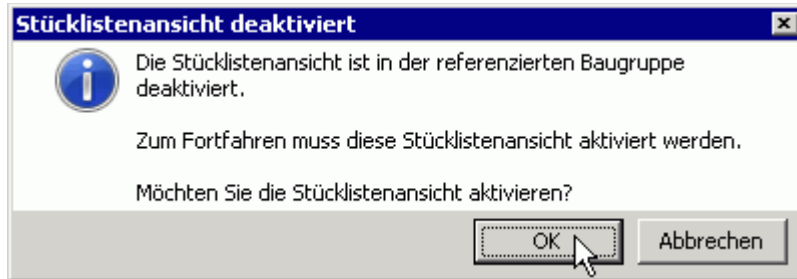 Stücklistenansicht deaktiviert
Die Stücklistenansicht ist in der referenzierten Baugruppe
deaktiviert.
Zum Fortfahren muss diese Stücklistenansicht aktiviert werden.
Möchten Sie die Stücklistenansicht aktivieren?
OK Abbrechen